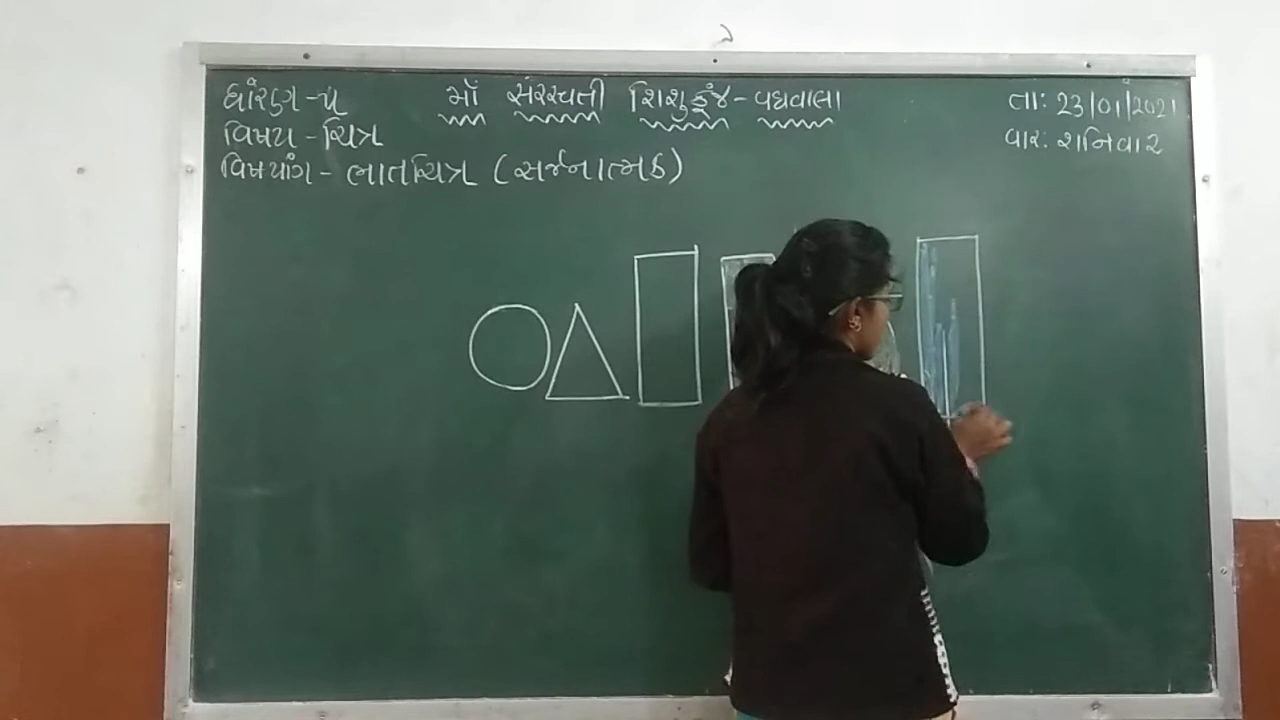 ધોરણ -૫
માઁ સરસ્વતી શિશુકુંજ - વઘવાલા
તા: 23/01/2021
વિષય - ચિત્ર
વાર: શનિવાર
વિષયાંગ - ભાતચિત્ર (સર્જનાત્મક)